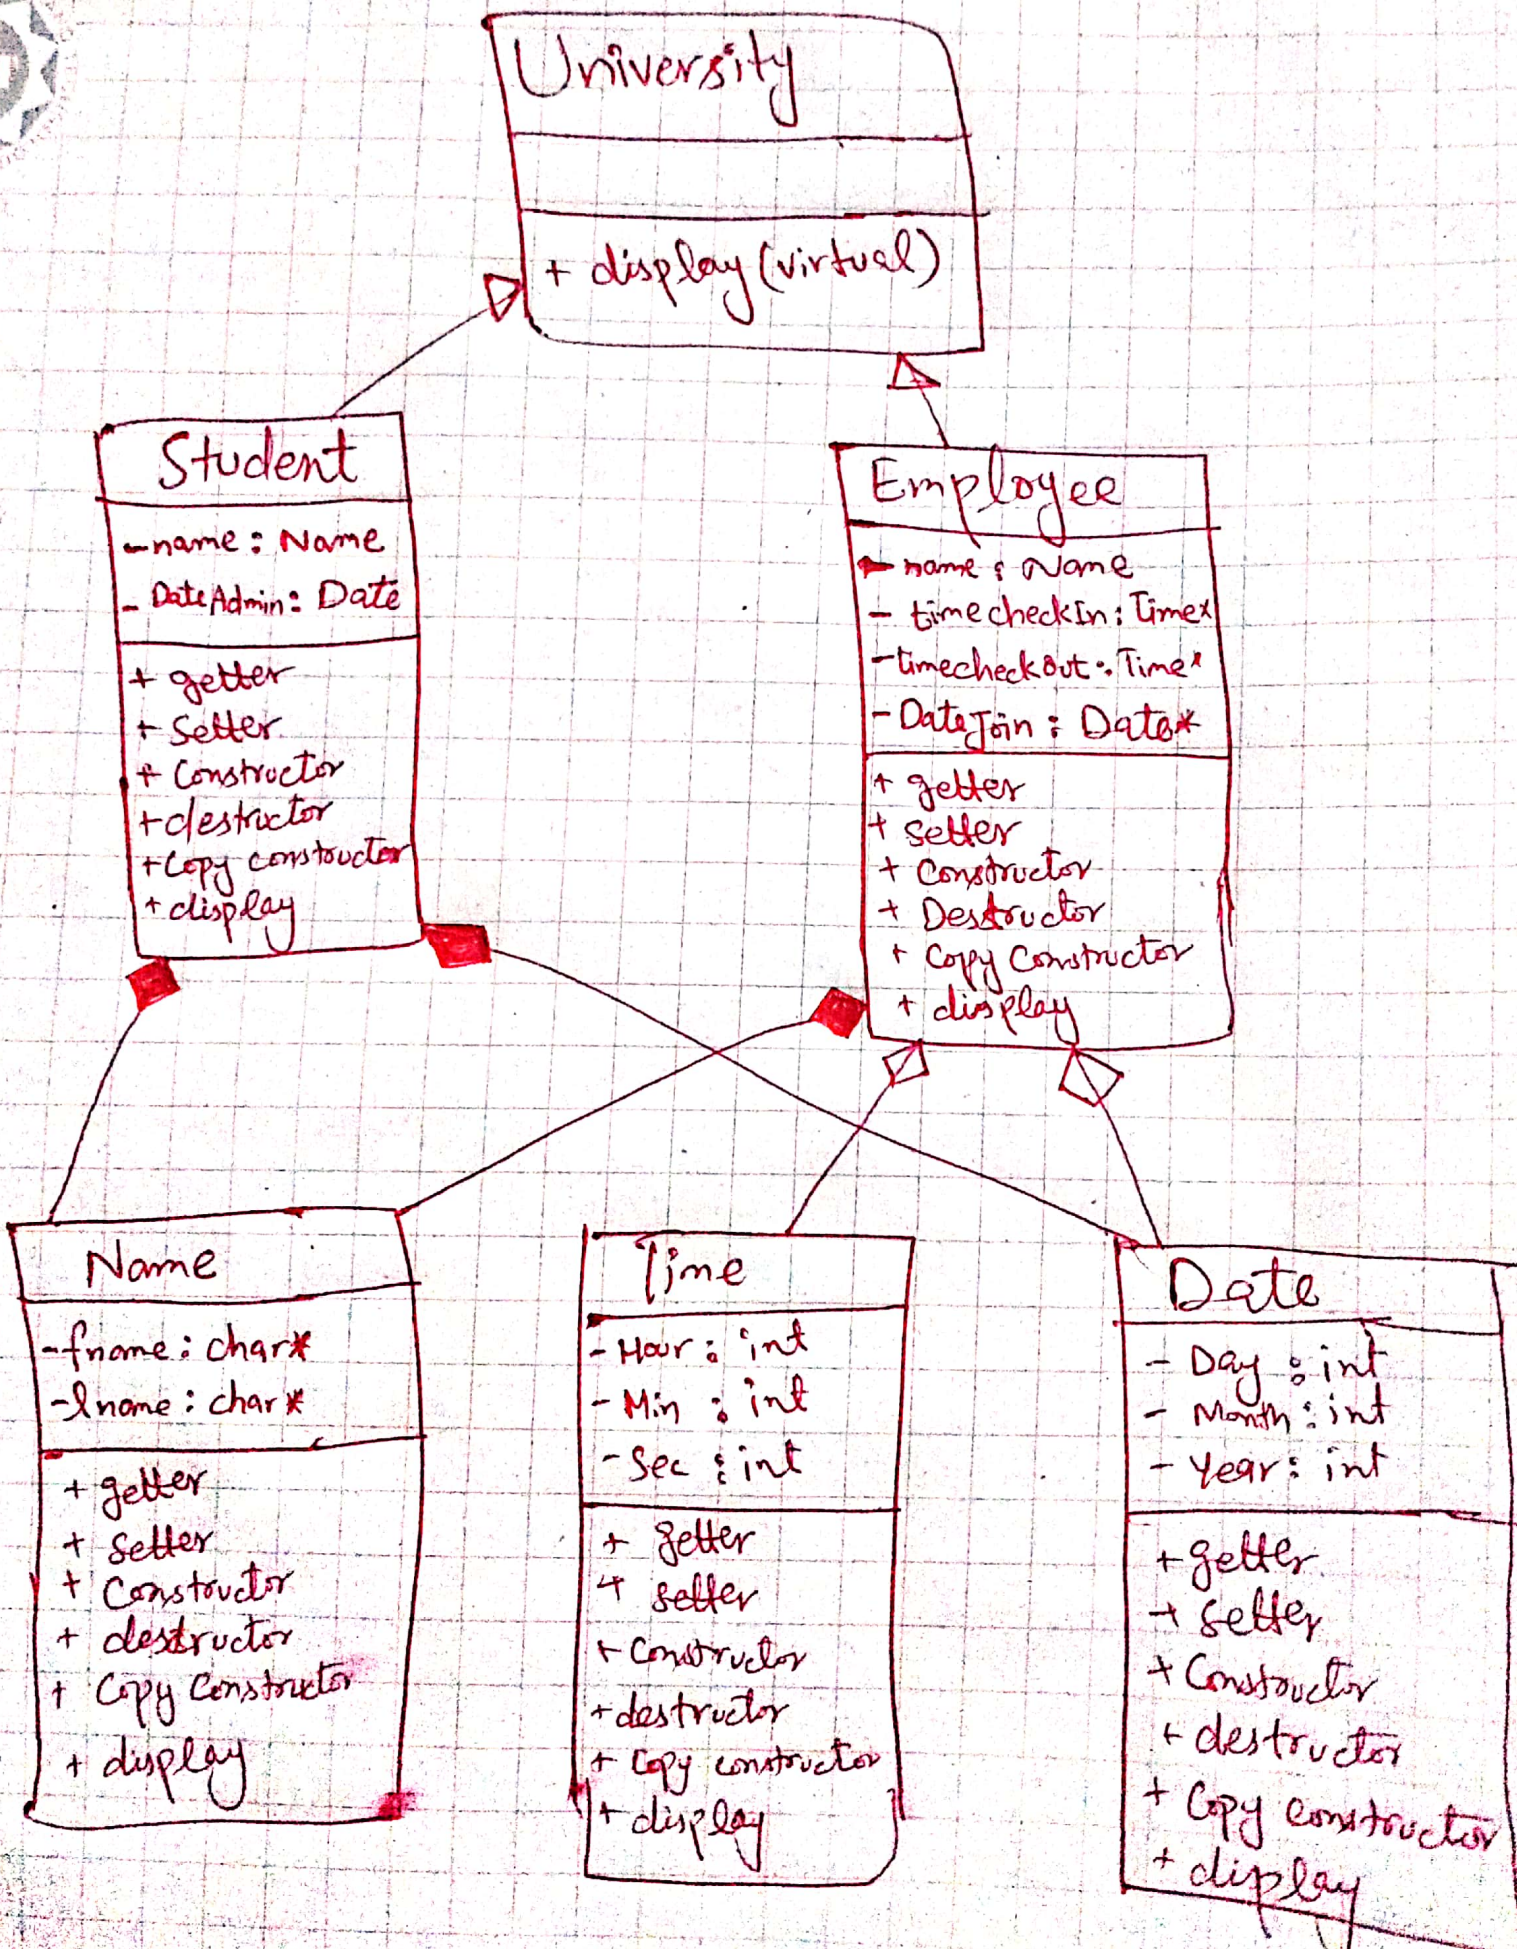 University
+ display (virtual)
Student
- name : Name
- DateAdmin : Date
+ getter
+ Setter
+ Constructor
+ destructor
+ Copy constructor
+ display
Employee
- name : Name
- timecheckIn : Time*
- timecheckout : Time*
- DateJoin : Date*
+ getter
+ setter
+ Constructor
+ Destructor
+ Copy Constructor
+ display
Name
- fname : char*
- lname : char*
+ getter
+ setter
+ Constructor
+ destructor
+ Copy Constructor
+ display
Time
- Hour : int
- Min : int
- Sec : int
+ getter
+ setter
+ Constructor
+ destructor
+ Copy constructor
+ display
Date
- Day : int
- Month : int
- Year : int
+ getter
+ setter
+ Constructor
+ destructor
+ Copy constructor
+ display